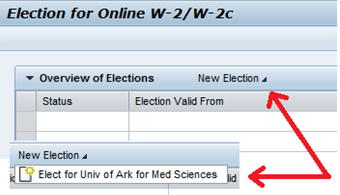 Election for Online W-2/W-2c
Overview of Elections New Election
Status Election Valid From
New Election
Elect for Univ of Ark for Med Sciences